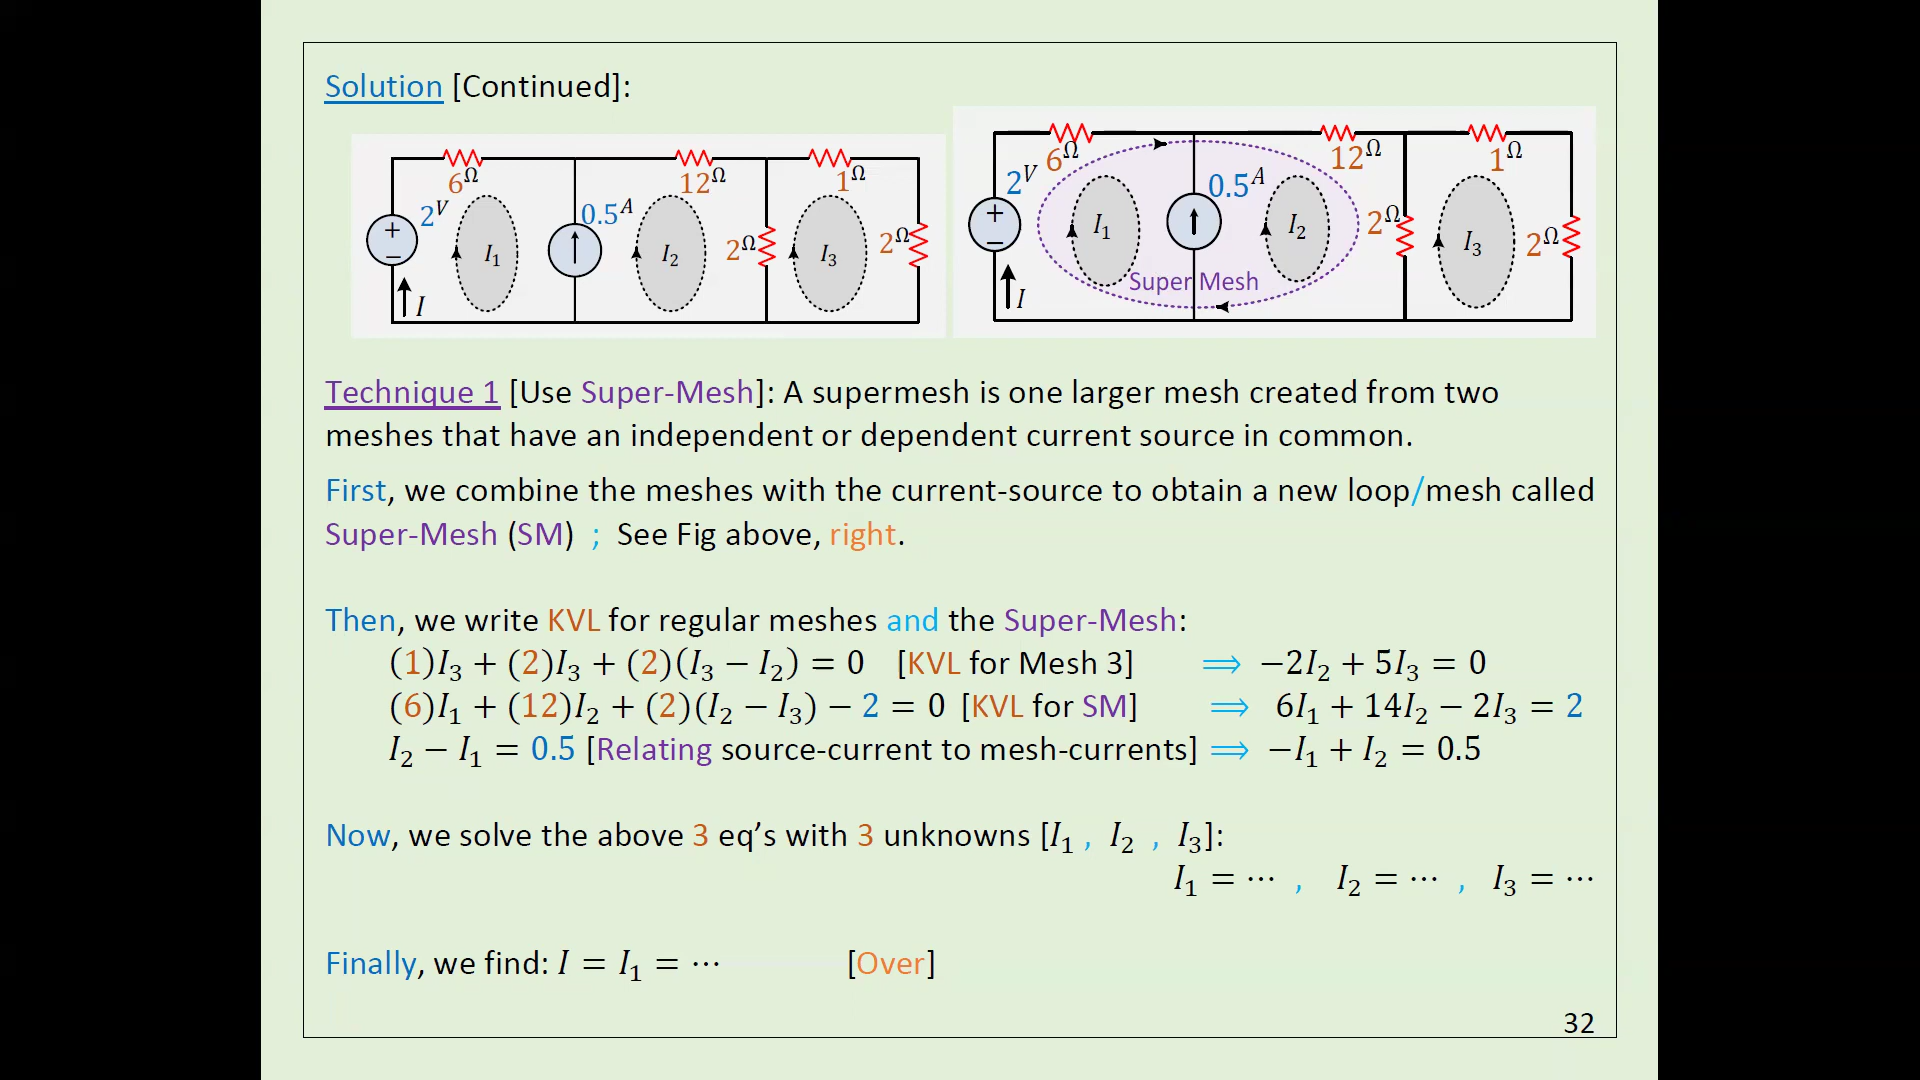 Solution [Continued]:
6Ω 12Ω 1Ω
2V 0.5A 2Ω 2Ω
+ −
I₁ I₂ I₃
I
6Ω 12Ω 1Ω
2V 0.5A 2Ω 2Ω
+ −
I₁ I₂ I₃
Super Mesh
I
Technique 1 [Use Super-Mesh]: A supermesh is one larger mesh created from two
meshes that have an independent or dependent current source in common.
First, we combine the meshes with the current-source to obtain a new loop/mesh called
Super-Mesh (SM) ; See Fig above, right.
Then, we write KVL for regular meshes and the Super-Mesh:
(1)I₃ + (2)I₃ + (2)(I₃ − I₂) = 0 [KVL for Mesh 3] ⟹ −2I₂ + 5I₃ = 0
(6)I₁ + (12)I₂ + (2)(I₂ − I₃) − 2 = 0 [KVL for SM] ⟹ 6I₁ + 14I₂ − 2I₃ = 2
I₂ − I₁ = 0.5 [Relating source-current to mesh-currents] ⟹ −I₁ + I₂ = 0.5
Now, we solve the above 3 eq’s with 3 unknowns [I₁ , I₂ , I₃]:
I₁ = ⋯ , I₂ = ⋯ , I₃ = ⋯
Finally, we find: I = I₁ = ⋯ [Over]
32